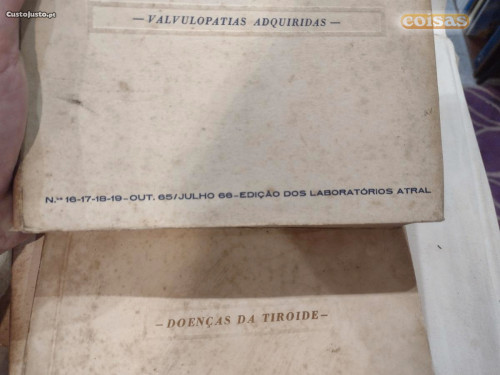 CustoJusto.pt
coisas
— VALVULOPATIAS ADQUIRIDAS —
N.os 16-17-18-19-OUT. 65/JULHO 66-EDIÇÃO DOS LABORATÓRIOS ATRAL
— DOENÇAS DA TIROIDE —